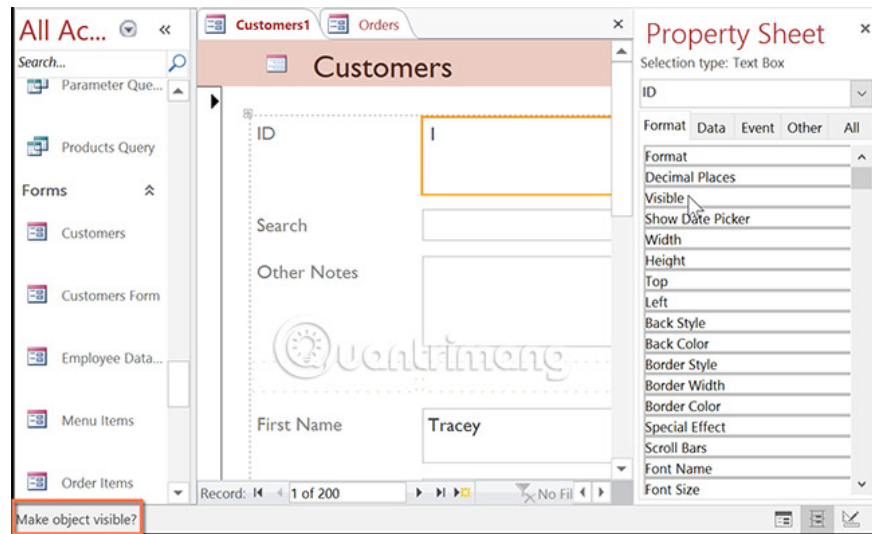 All Ac...
Search...
Parameter Que...
Products Query
Forms
Customers
Customers Form
Employee Data...
Menu Items
Order Items
Customers1
Orders
Customers
ID
1
Search
Other Notes
Quantrimang
First Name
Tracey
Record:
1 of 200
No Fil
Property Sheet
Selection type: Text Box
ID
Format Data Event Other All
Format
Decimal Places
Visible
Show Date Picker
Width
Height
Top
Left
Back Style
Back Color
Border Style
Border Width
Border Color
Special Effect
Scroll Bars
Font Name
Font Size
Make object visible?